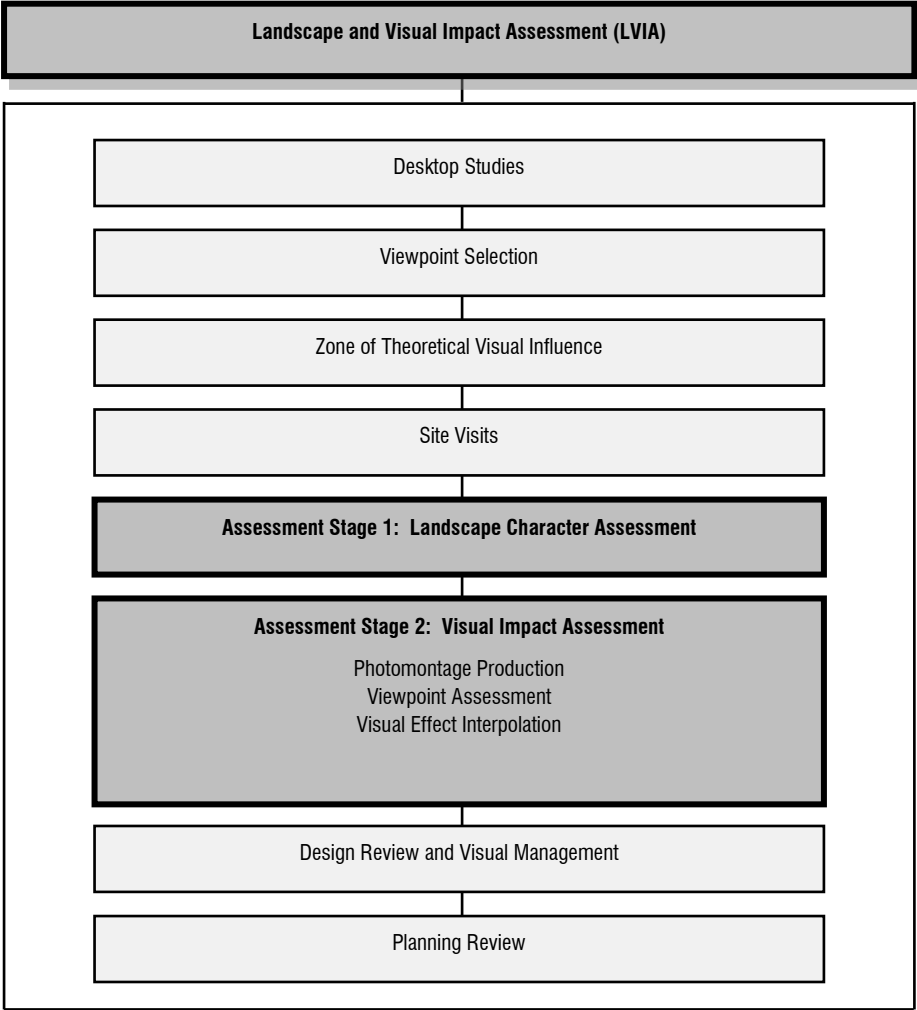 Landscape and Visual Impact Assessment (LVIA)
Desktop Studies
Viewpoint Selection
Zone of Theoretical Visual Influence
Site Visits
Assessment Stage 1: Landscape Character Assessment
Assessment Stage 2: Visual Impact Assessment
Photomontage Production
Viewpoint Assessment
Visual Effect Interpolation
Design Review and Visual Management
Planning Review